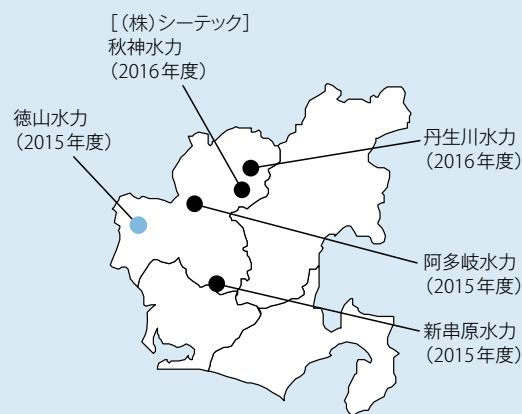 ［(株)シーテック］
秋神水力
（2016年度）
徳山水力
（2015年度）
丹生川水力
（2016年度）
阿多岐水力
（2015年度）
新串原水力
（2015年度）